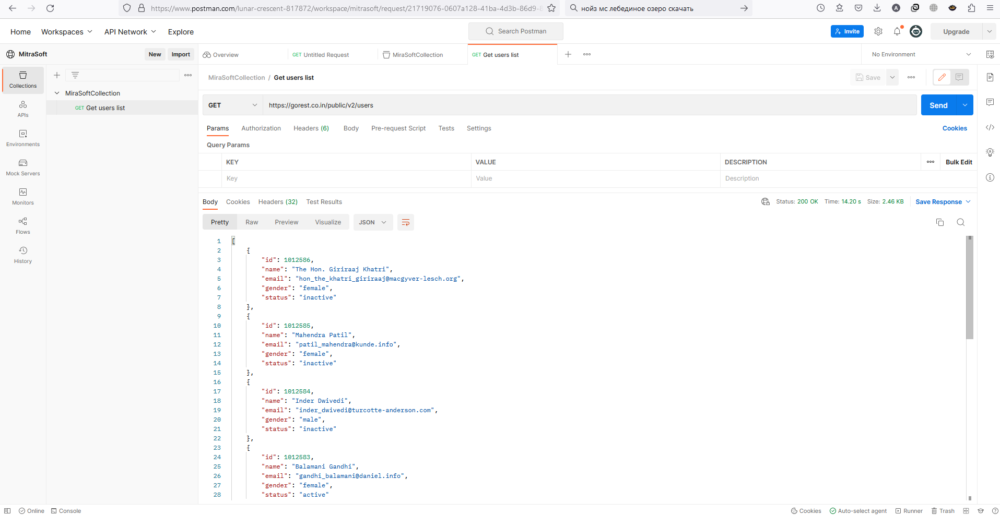 https://www.postman.com/lunar-crescent-817872/workspace/mitrasoft/request/21719076-0607a128-41ba-4d3b-86d9-8
нойз мс лебединое озеро скачать
Home Workspaces API Network Explore
Search Postman
Invite
Upgrade
MitraSoft New Import
Overview
GET Untitled Request
MiraSoftCollection
GET Get users list
No Environment
Collections
APIs
Environments
Mock Servers
Monitors
Flows
History
MiraSoftCollection
GET Get users list
MiraSoftCollection / Get users list
Save
GET https://gorest.co.in/public/v2/users Send
Params Authorization Headers (6) Body Pre-request Script Tests Settings Cookies
Query Params
KEY VALUE DESCRIPTION Bulk Edit
Key Value Description
Body Cookies Headers (32) Test Results Status: 200 OK Time: 14.20 s Size: 2.46 KB Save Response
Pretty Raw Preview Visualize JSON
1 [
2 {
3 "id": 1012586,
4 "name": "The Hon. Giriraaj Khatri",
5 "email": "hon_the_khatri_giriraaj@macgyver-lesch.org",
6 "gender": "female",
7 "status": "inactive"
8 },
9 {
10 "id": 1012585,
11 "name": "Mahendra Patil",
12 "email": "patil_mahendra@kunde.info",
13 "gender": "female",
14 "status": "inactive"
15 },
16 {
17 "id": 1012584,
18 "name": "Inder Dwivedi",
19 "email": "inder_dwivedi@turcotte-anderson.com",
20 "gender": "male",
21 "status": "inactive"
22 },
23 {
24 "id": 1012583,
25 "name": "Balamani Gandhi",
26 "email": "gandhi_balamani@daniel.info",
27 "gender": "female",
28 "status": "active"
Online Console Cookies Auto-select agent Runner Trash